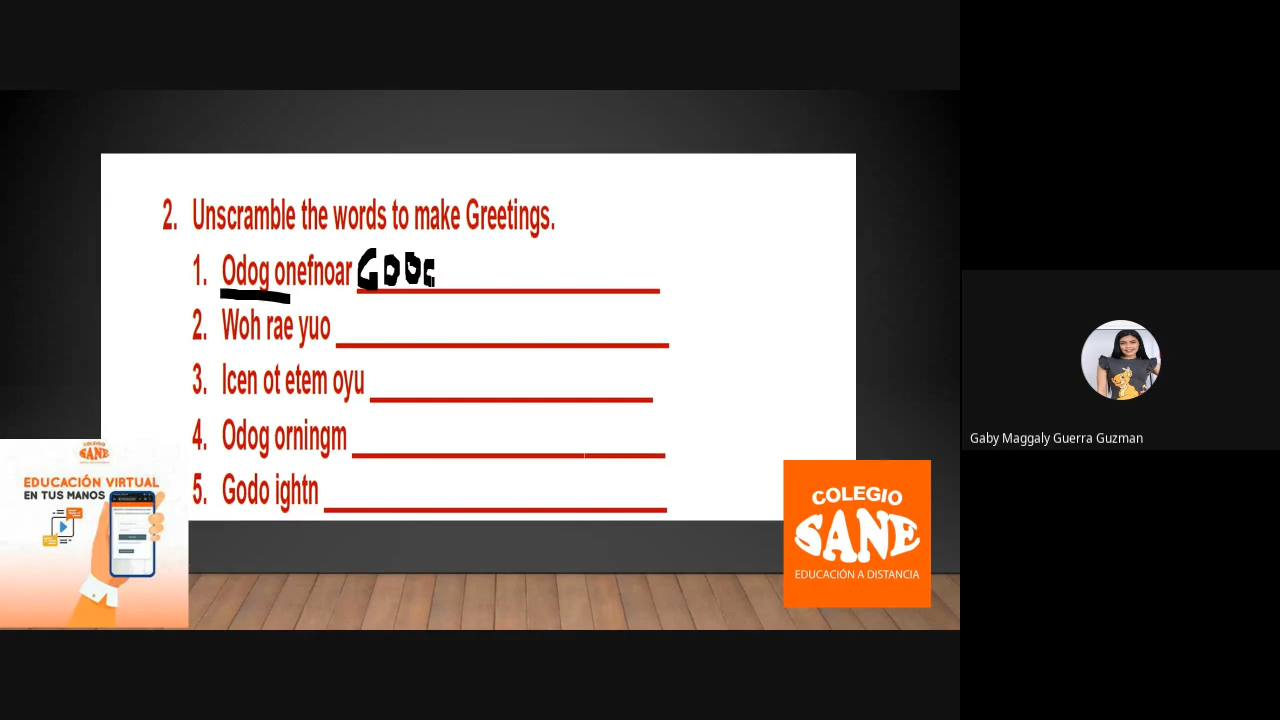 2. Unscramble the words to make Greetings.
1. Odog onefnoar
2. Woh rae yuo
3. Icen ot etem oyu
4. Odog orningm
5. Godo ightn
COLEGIO
SANE
EDUCACIÓN VIRTUAL
EN TUS MANOS
COLEGIO
SANE
EDUCACIÓN A DISTANCIA
Gaby Maggaly Guerra Guzman